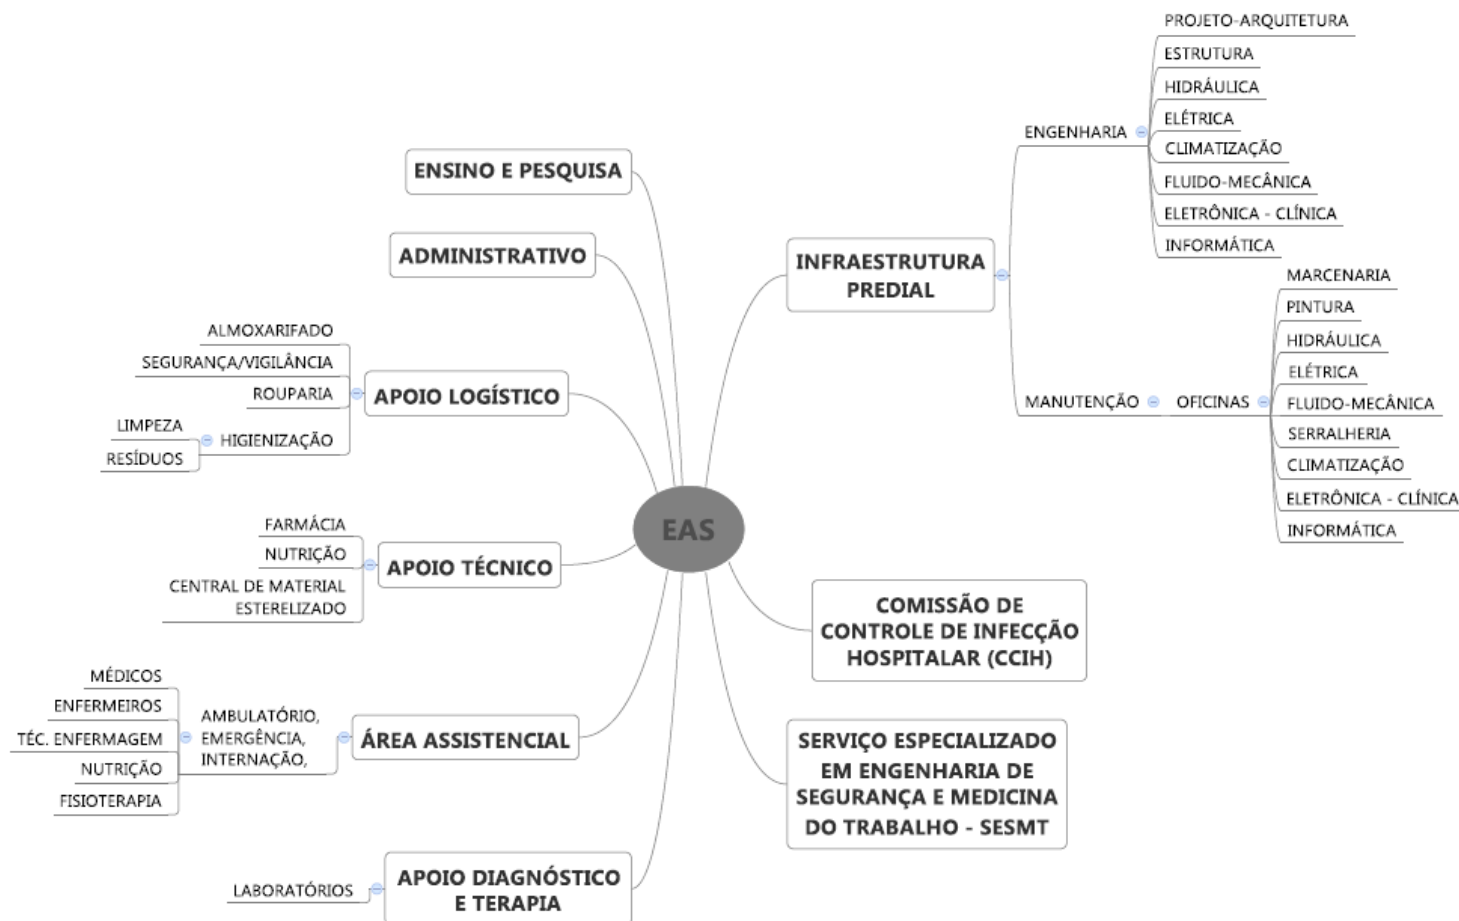 ENSINO E PESQUISA
ADMINISTRATIVO
ALMOXARIFADO
SEGURANÇA/VIGILÂNCIA
ROUPARIA
HIGIENIZAÇÃO
LIMPEZA
RESÍDUOS
APOIO LOGÍSTICO
FARMÁCIA
NUTRIÇÃO
CENTRAL DE MATERIAL
ESTERELIZADO
APOIO TÉCNICO
MÉDICOS
ENFERMEIROS
TÉC. ENFERMAGEM
NUTRIÇÃO
FISIOTERAPIA
AMBULATÓRIO,
EMERGÊNCIA,
INTERNAÇÃO,
ÁREA ASSISTENCIAL
LABORATÓRIOS
APOIO DIAGNÓSTICO
E TERAPIA
EAS
INFRAESTRUTURA
PREDIAL
ENGENHARIA
PROJETO-ARQUITETURA
ESTRUTURA
HIDRÁULICA
ELÉTRICA
CLIMATIZAÇÃO
FLUIDO-MECÂNICA
ELETRÔNICA - CLÍNICA
INFORMÁTICA
MANUTENÇÃO
OFICINAS
MARCENARIA
PINTURA
HIDRÁULICA
ELÉTRICA
FLUIDO-MECÂNICA
SERRALHERIA
CLIMATIZAÇÃO
ELETRÔNICA - CLÍNICA
INFORMÁTICA
COMISSÃO DE
CONTROLE DE INFECÇÃO
HOSPITALAR (CCIH)
SERVIÇO ESPECIALIZADO
EM ENGENHARIA DE
SEGURANÇA E MEDICINA
DO TRABALHO - SESMT